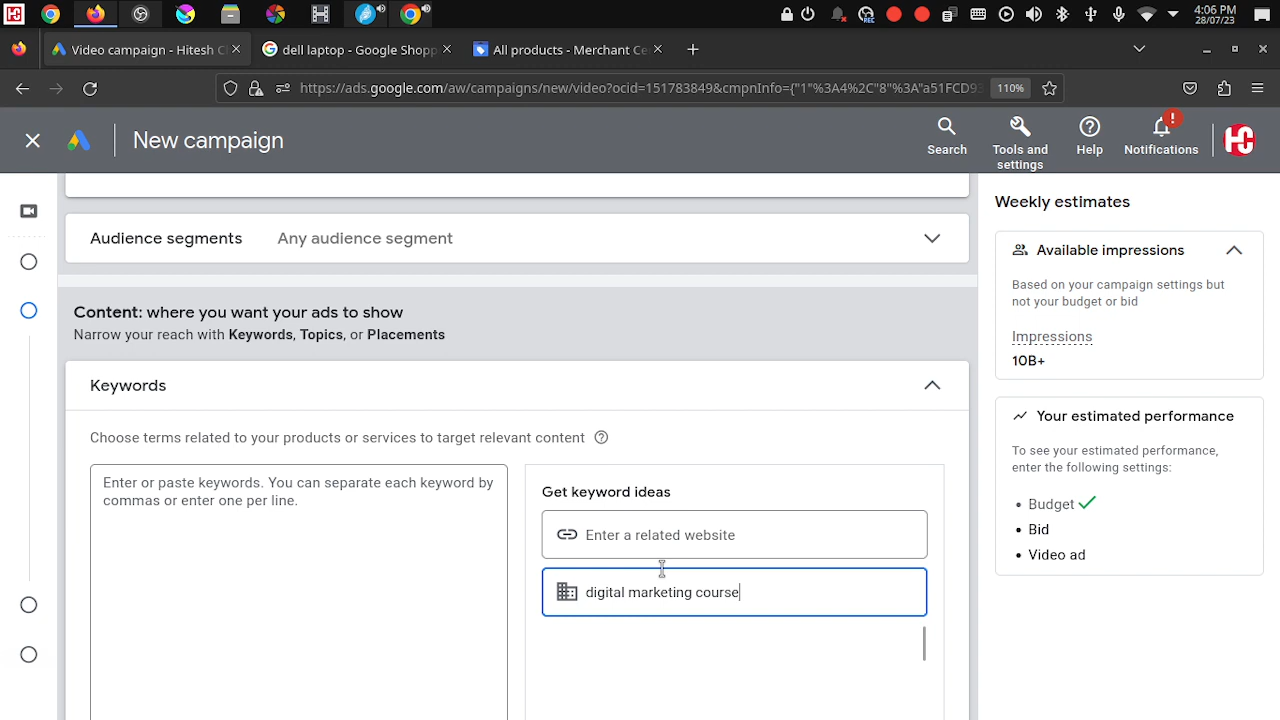 4:06 PM
28/07/23
Video campaign - Hitesh C
dell laptop - Google Shopp
All products - Merchant Ce
https://ads.google.com/aw/campaigns/new/video?ocid=151783849&cmpnInfo={"1"%3A4%2C"8"%3A"a51FCD93
110%
New campaign
Search
Tools and
settings
Help
Notifications
Audience segments
Any audience segment
Content: where you want your ads to show
Narrow your reach with Keywords, Topics, or Placements
Keywords
Choose terms related to your products or services to target relevant content
Enter or paste keywords. You can separate each keyword by
commas or enter one per line.
Get keyword ideas
Enter a related website
digital marketing course
Weekly estimates
Available impressions
Based on your campaign settings but
not your budget or bid
Impressions
10B+
Your estimated performance
To see your estimated performance,
enter the following settings:
• Budget
• Bid
• Video ad